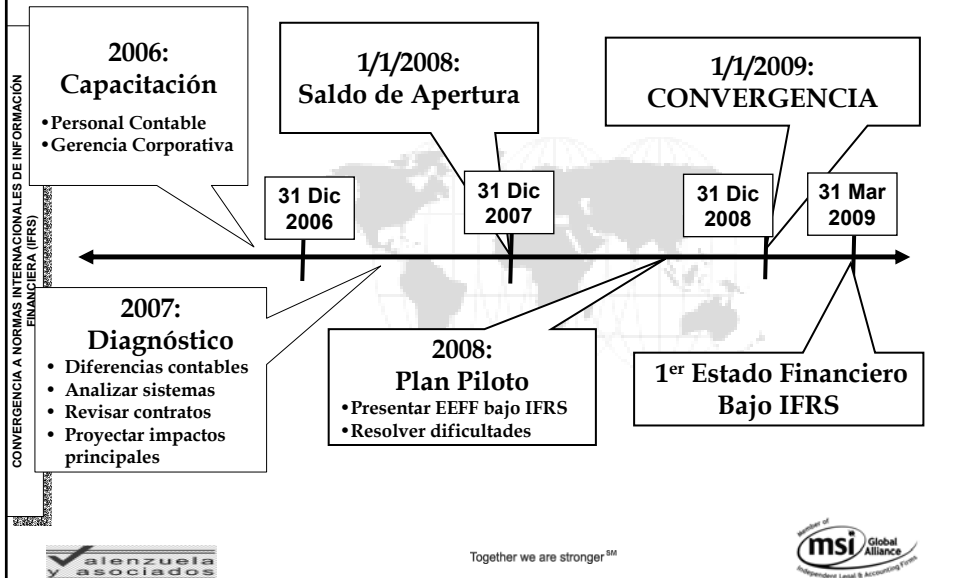 CONVERGENCIA A NORMAS INTERNACIONALES DE INFORMACIÓN
FINANCIERA (IFRS)
2006:
Capacitación
•Personal Contable
•Gerencia Corporativa
1/1/2008:
Saldo de Apertura
1/1/2009:
CONVERGENCIA
31 Dic
2006
31 Dic
2007
31 Dic
2008
31 Mar
2009
2007:
Diagnóstico
• Diferencias contables
• Analizar sistemas
• Revisar contratos
• Proyectar impactos
principales
2008:
Plan Piloto
•Presentar EEFF bajo IFRS
•Resolver dificultades
1er Estado Financiero
Bajo IFRS
Valenzuela
y asociados
Together we are stronger SM
Member of
msi Global
Alliance
Independent Legal & Accounting Firms